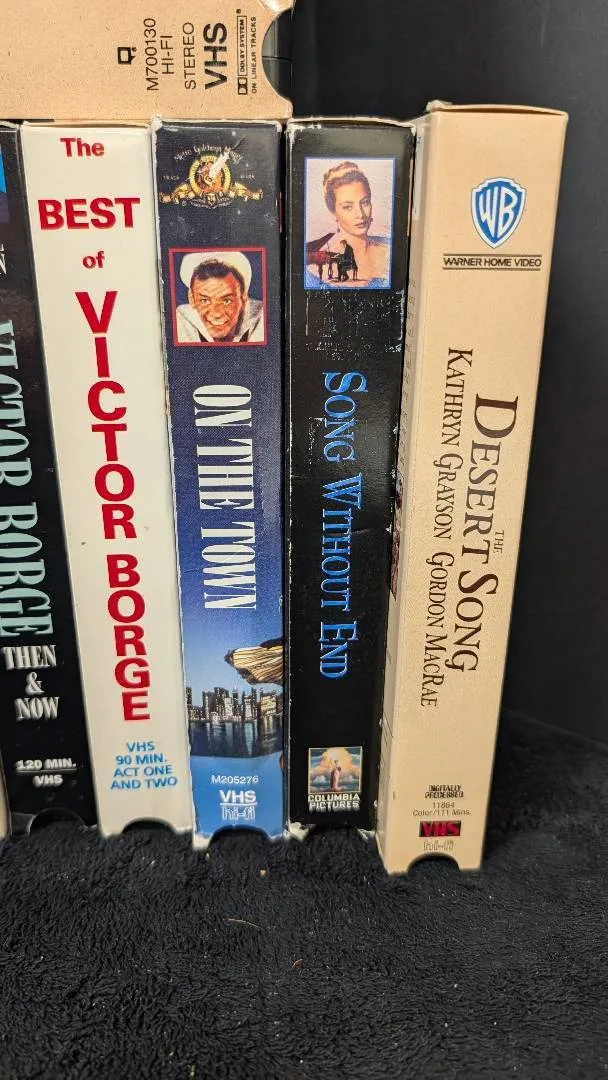 M700130
HI-FI
STEREO
VHS
DOLBY SYSTEM
ON LINEAR TRACKS
VICTOR BORGE
THEN
&
NOW
120 MIN.
VHS
The
BEST
of
VICTOR BORGE
VHS
90 MIN.
ACT ONE
AND TWO
ON THE TOWN
M205276
VHS
hi-fi
SONG WITHOUT END
COLUMBIA
PICTURES
WB
WARNER HOME VIDEO
THE
DESERT SONG
KATHRYN GRAYSON GORDON MACRAE
DIGITALLY
PROCESSED
11864
Color/111 Mins.
VHS
hi-fi